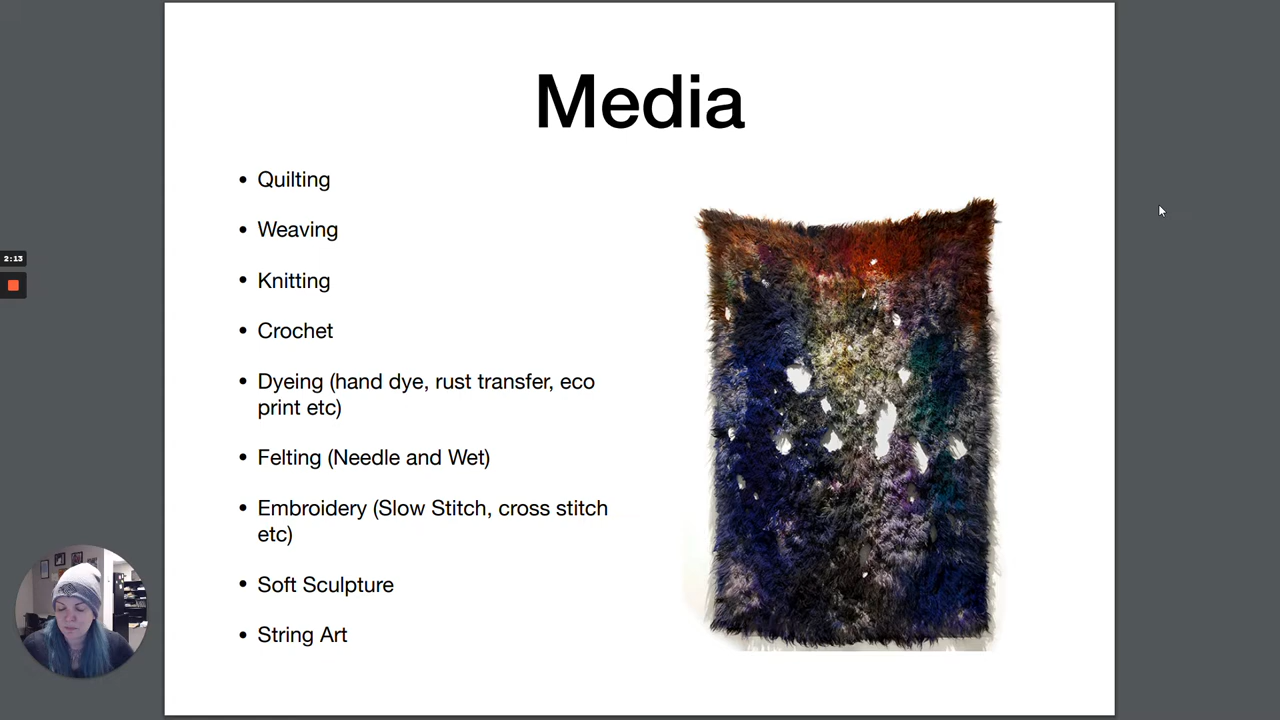 Media
• Quilting
• Weaving
• Knitting
• Crochet
• Dyeing (hand dye, rust transfer, eco
print etc)
• Felting (Needle and Wet)
• Embroidery (Slow Stitch, cross stitch
etc)
• Soft Sculpture
• String Art
2:13